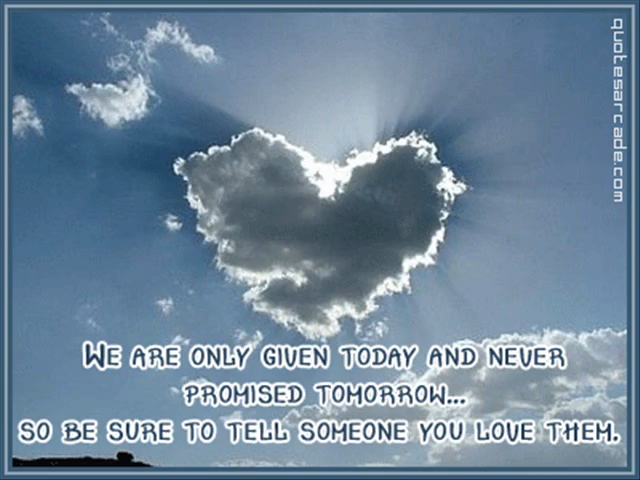 quotesarcade.com
We are only given today and never
promised tomorrow...
so be sure to tell someone you love them.